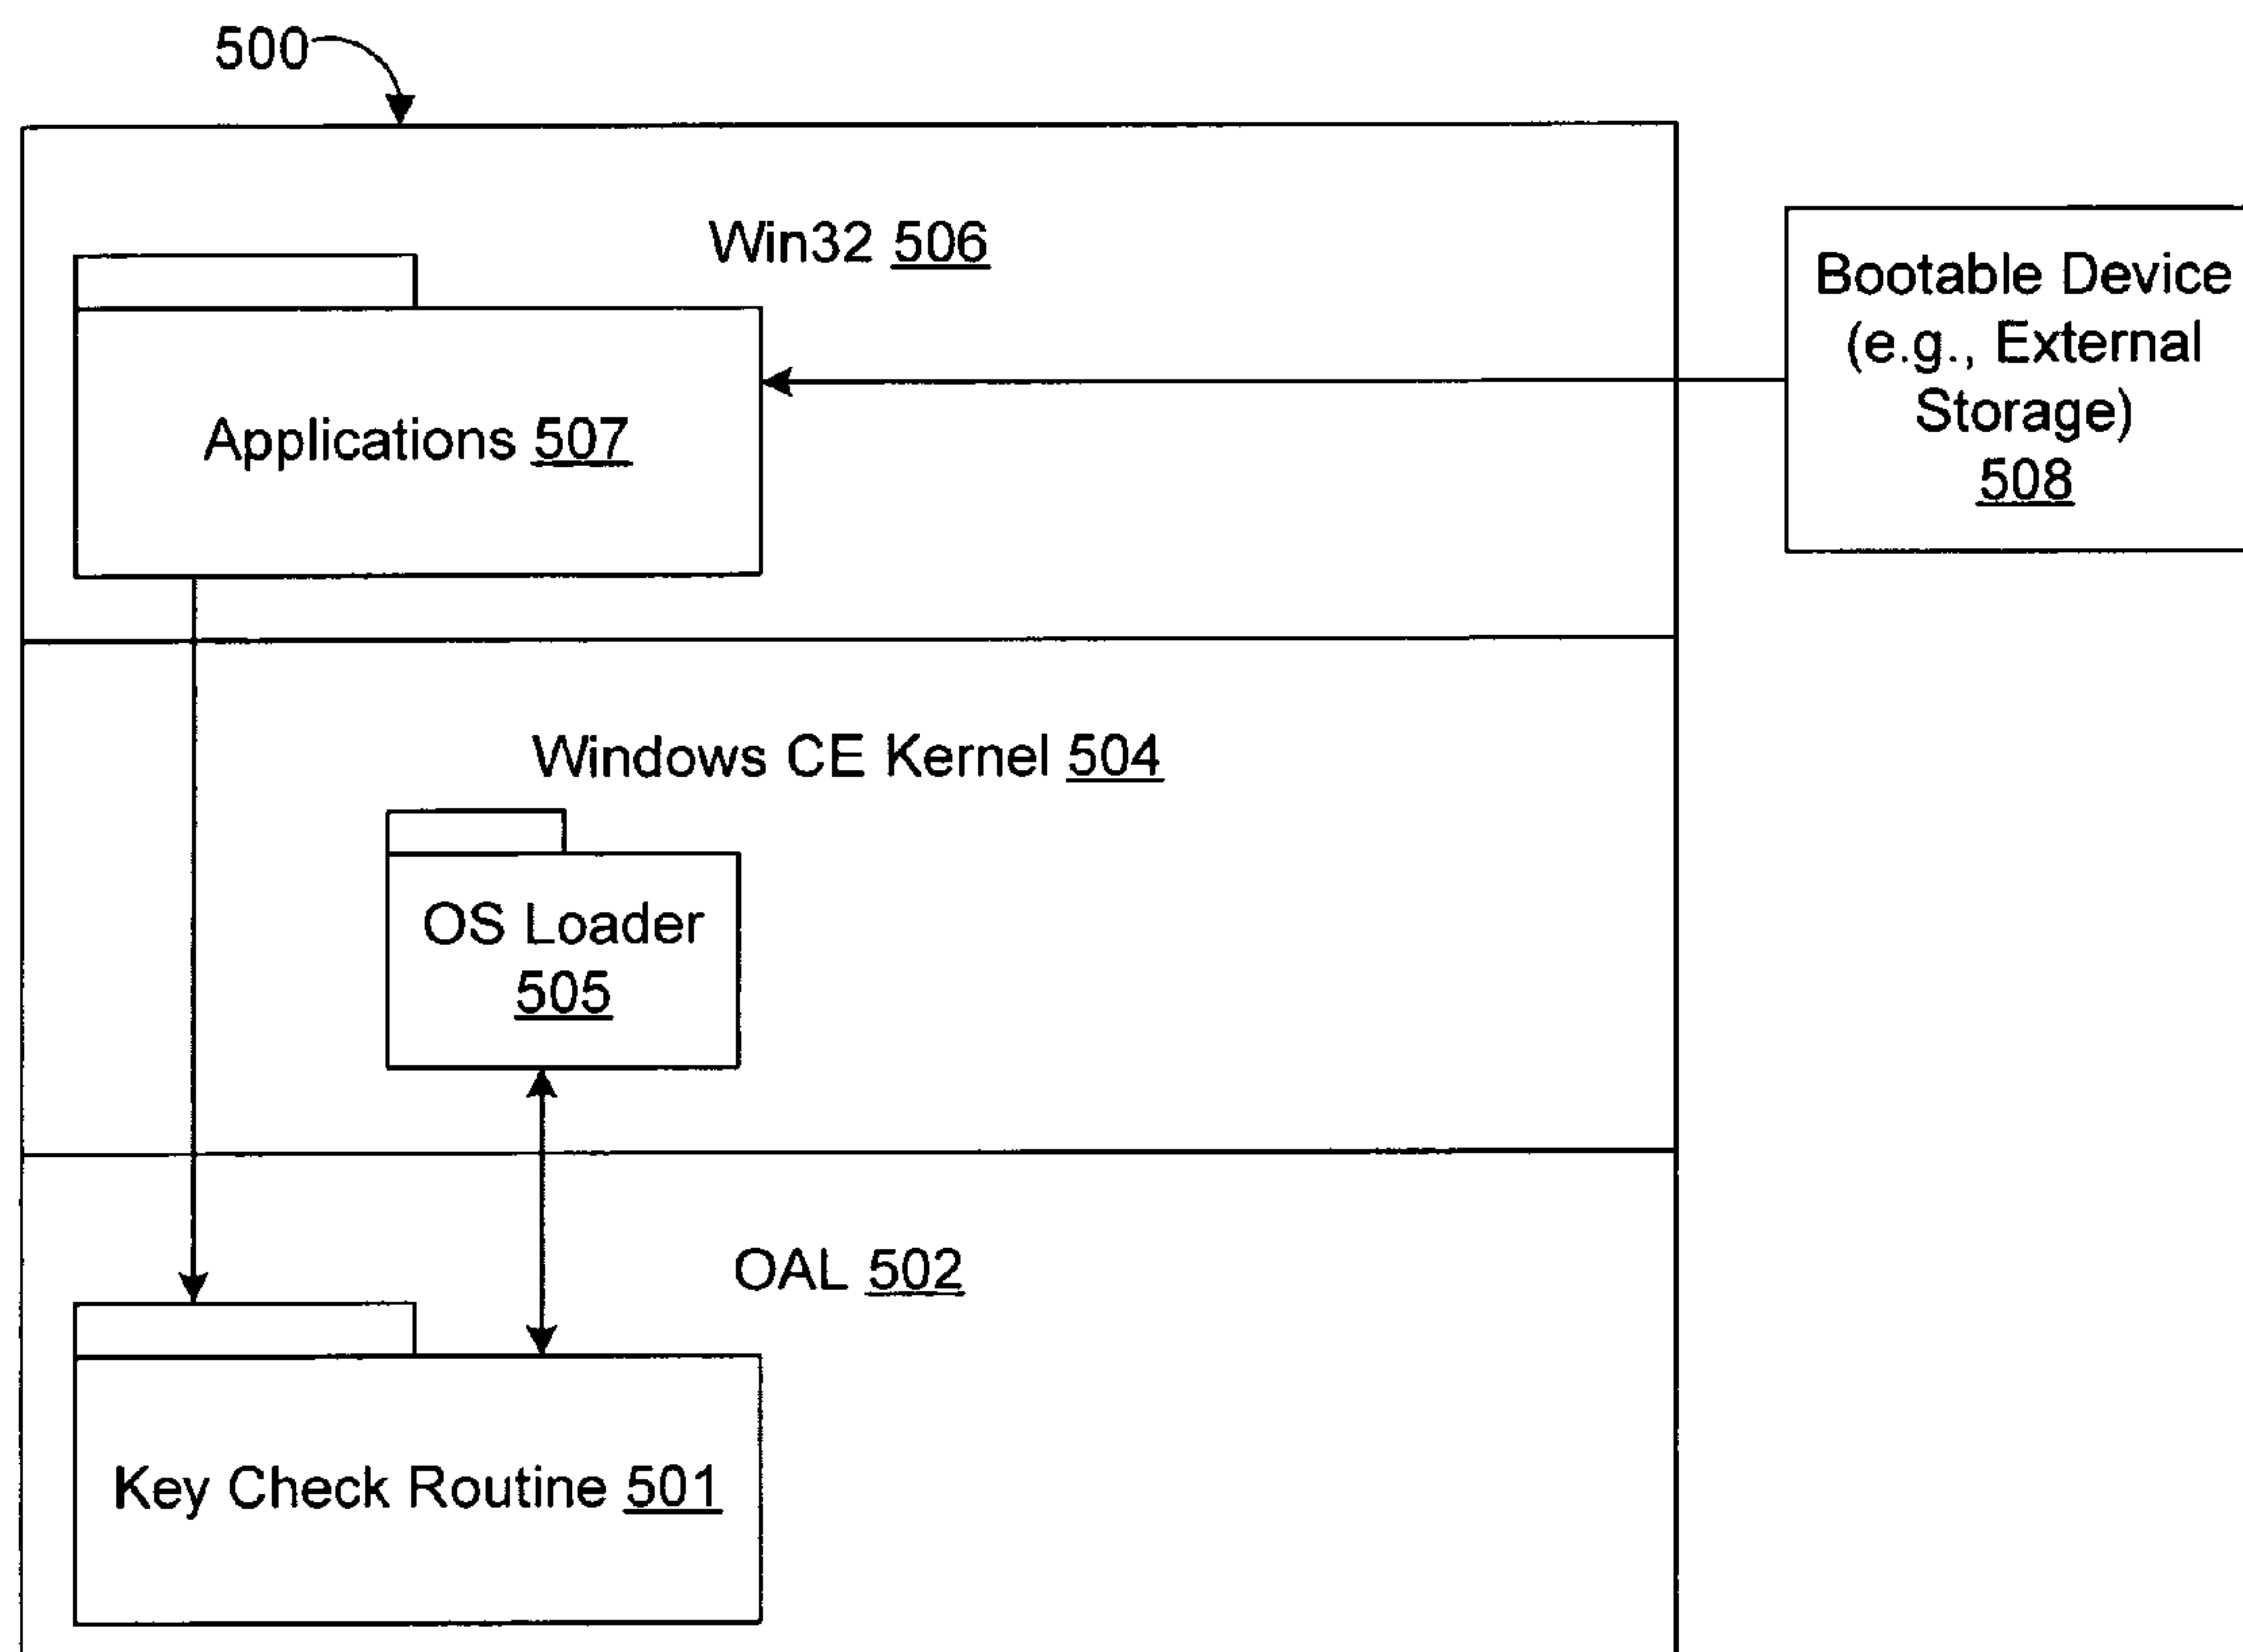 500
Win32 506
Bootable Device
(e.g., External
Storage)
508
Applications 507
Windows CE Kernel 504
OS Loader
505
OAL 502
Key Check Routine 501